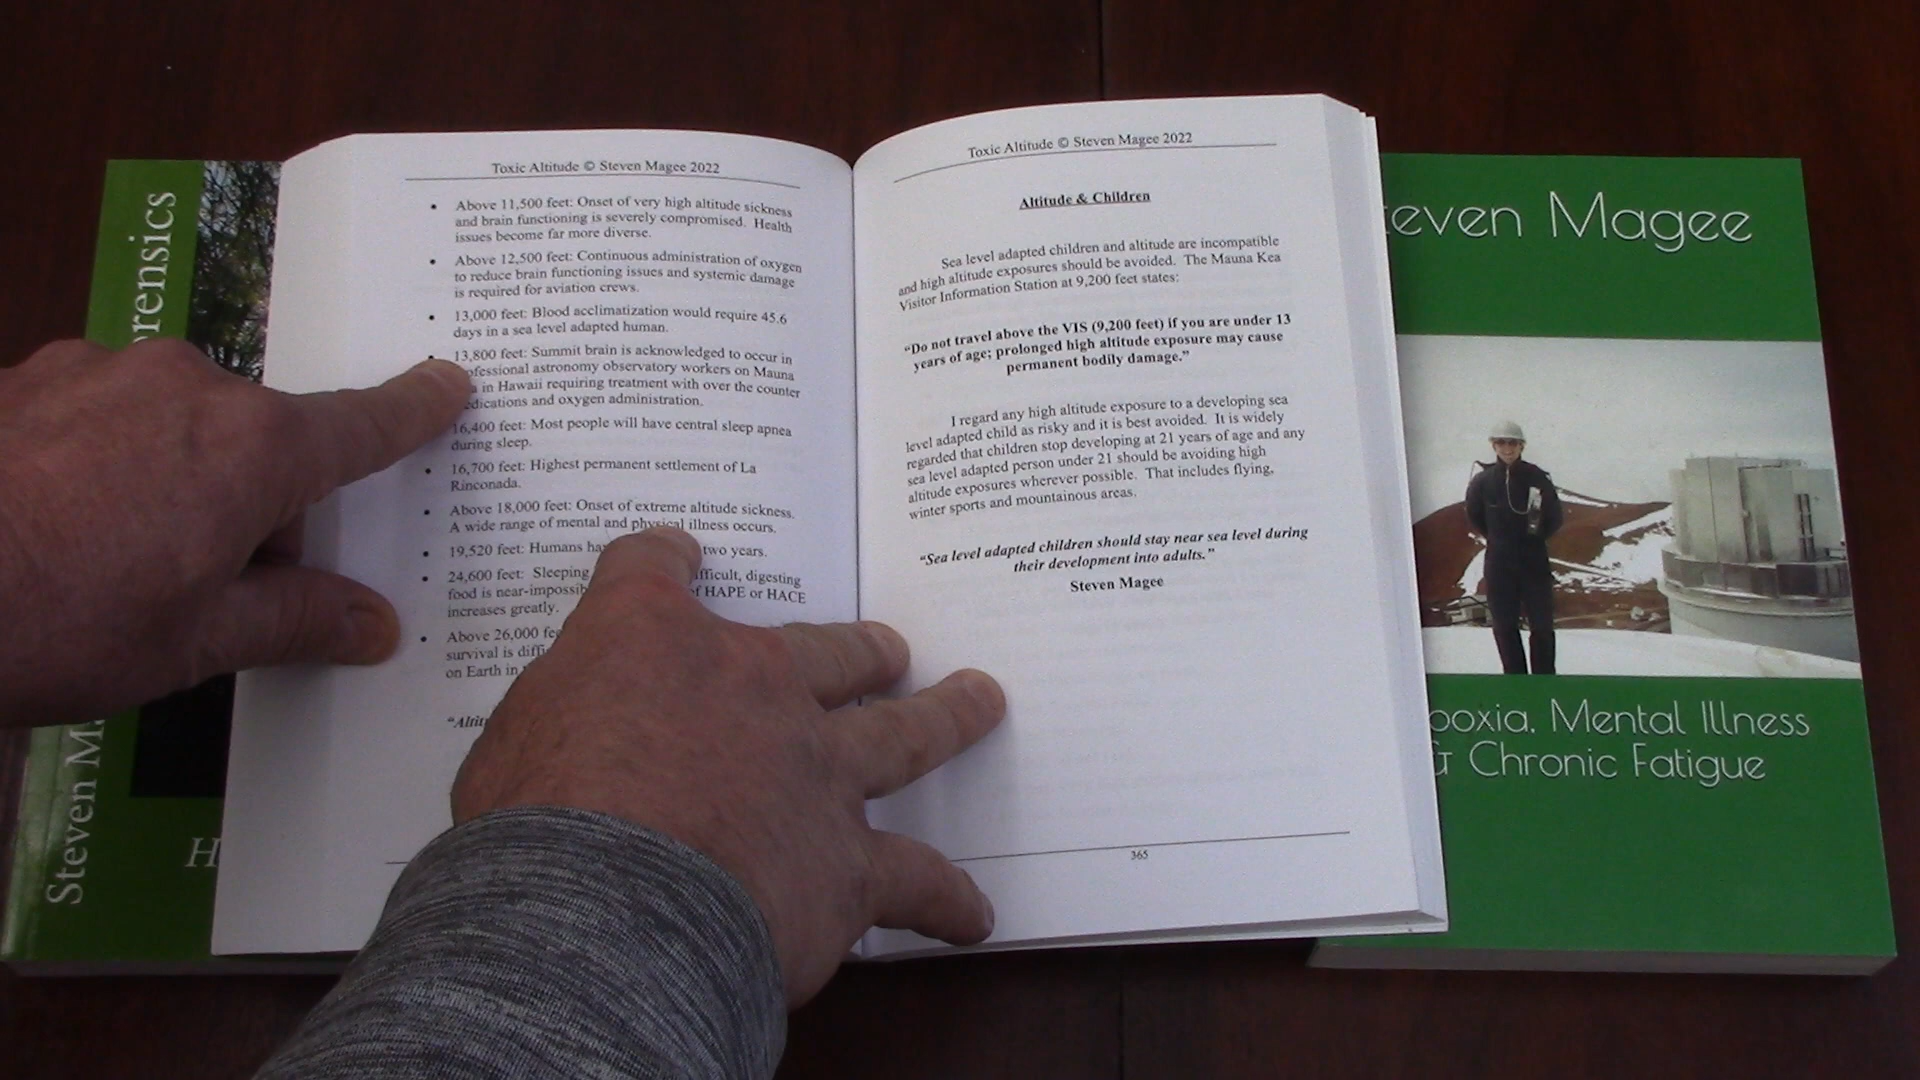 Toxic Altitude © Steven Magee 2022
• Above 11,500 feet: Onset of very high altitude sickness
and brain functioning is severely compromised. Health
issues become far more diverse.
• Above 12,500 feet: Continuous administration of oxygen
to reduce brain functioning issues and systemic damage
is required for aviation crews.
• 13,000 feet: Blood acclimatization would require 45.6
days in a sea level adapted human.
• 13,800 feet: Summit brain is acknowledged to occur in
ofessional astronomy observatory workers on Mauna
a in Hawaii requiring treatment with over the counter
edications and oxygen administration.
16,400 feet: Most people will have central sleep apnea
during sleep.
• 16,700 feet: Highest permanent settlement of La
Rinconada.
• Above 18,000 feet: Onset of extreme altitude sickness.
A wide range of mental and physical illness occurs.
• 19,520 feet: Humans ha two years.
• 24,600 feet: Sleeping fficult, digesting
food is near-impossib f HAPE or HACE
increases greatly.
• Above 26,000 fe
survival is diffi
on Earth in
“Altit
Toxic Altitude © Steven Magee 2022
Altitude & Children
Sea level adapted children and altitude are incompatible
and high altitude exposures should be avoided. The Mauna Kea
Visitor Information Station at 9,200 feet states:
“Do not travel above the VIS (9,200 feet) if you are under 13
years of age; prolonged high altitude exposure may cause
permanent bodily damage.”
I regard any high altitude exposure to a developing sea
level adapted child as risky and it is best avoided. It is widely
regarded that children stop developing at 21 years of age and any
sea level adapted person under 21 should be avoiding high
altitude exposures wherever possible. That includes flying,
winter sports and mountainous areas.
“Sea level adapted children should stay near sea level during
their development into adults.”
Steven Magee
365
rensics
Steven Ma
H
teven Magee
poxia, Mental Illness
& Chronic Fatigue